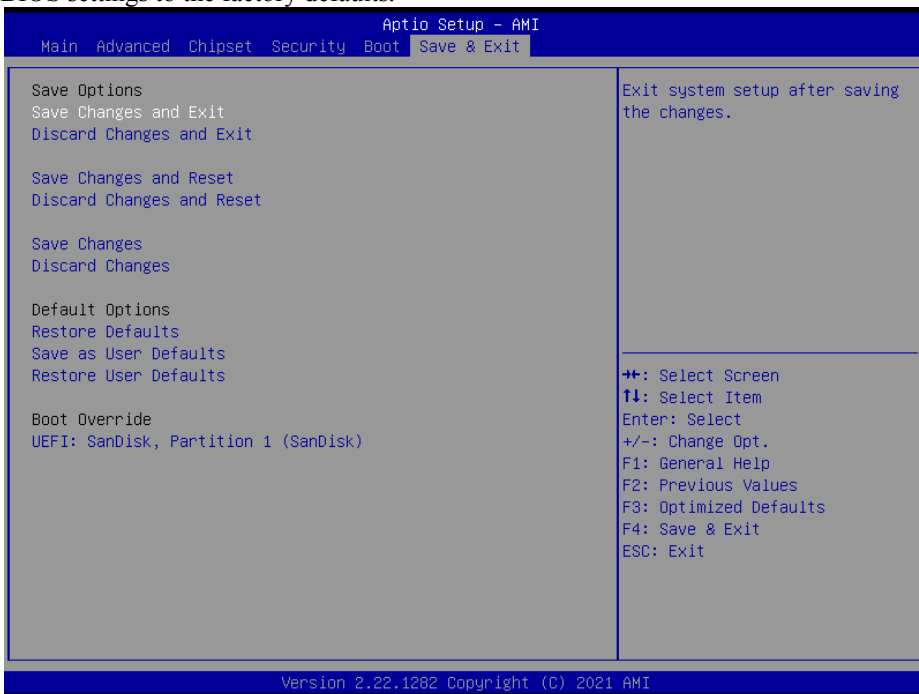 BIOS settings to the factory defaults.
Aptio Setup – AMI
Main Advanced Chipset Security Boot Save & Exit
Save Options
Save Changes and Exit
Discard Changes and Exit
Save Changes and Reset
Discard Changes and Reset
Save Changes
Discard Changes
Default Options
Restore Defaults
Save as User Defaults
Restore User Defaults
Boot Override
UEFI: SanDisk, Partition 1 (SanDisk)
Exit system setup after saving
the changes.
→←: Select Screen
↑↓: Select Item
Enter: Select
+/-: Change Opt.
F1: General Help
F2: Previous Values
F3: Optimized Defaults
F4: Save & Exit
ESC: Exit
Version 2.22.1282 Copyright (C) 2021 AMI